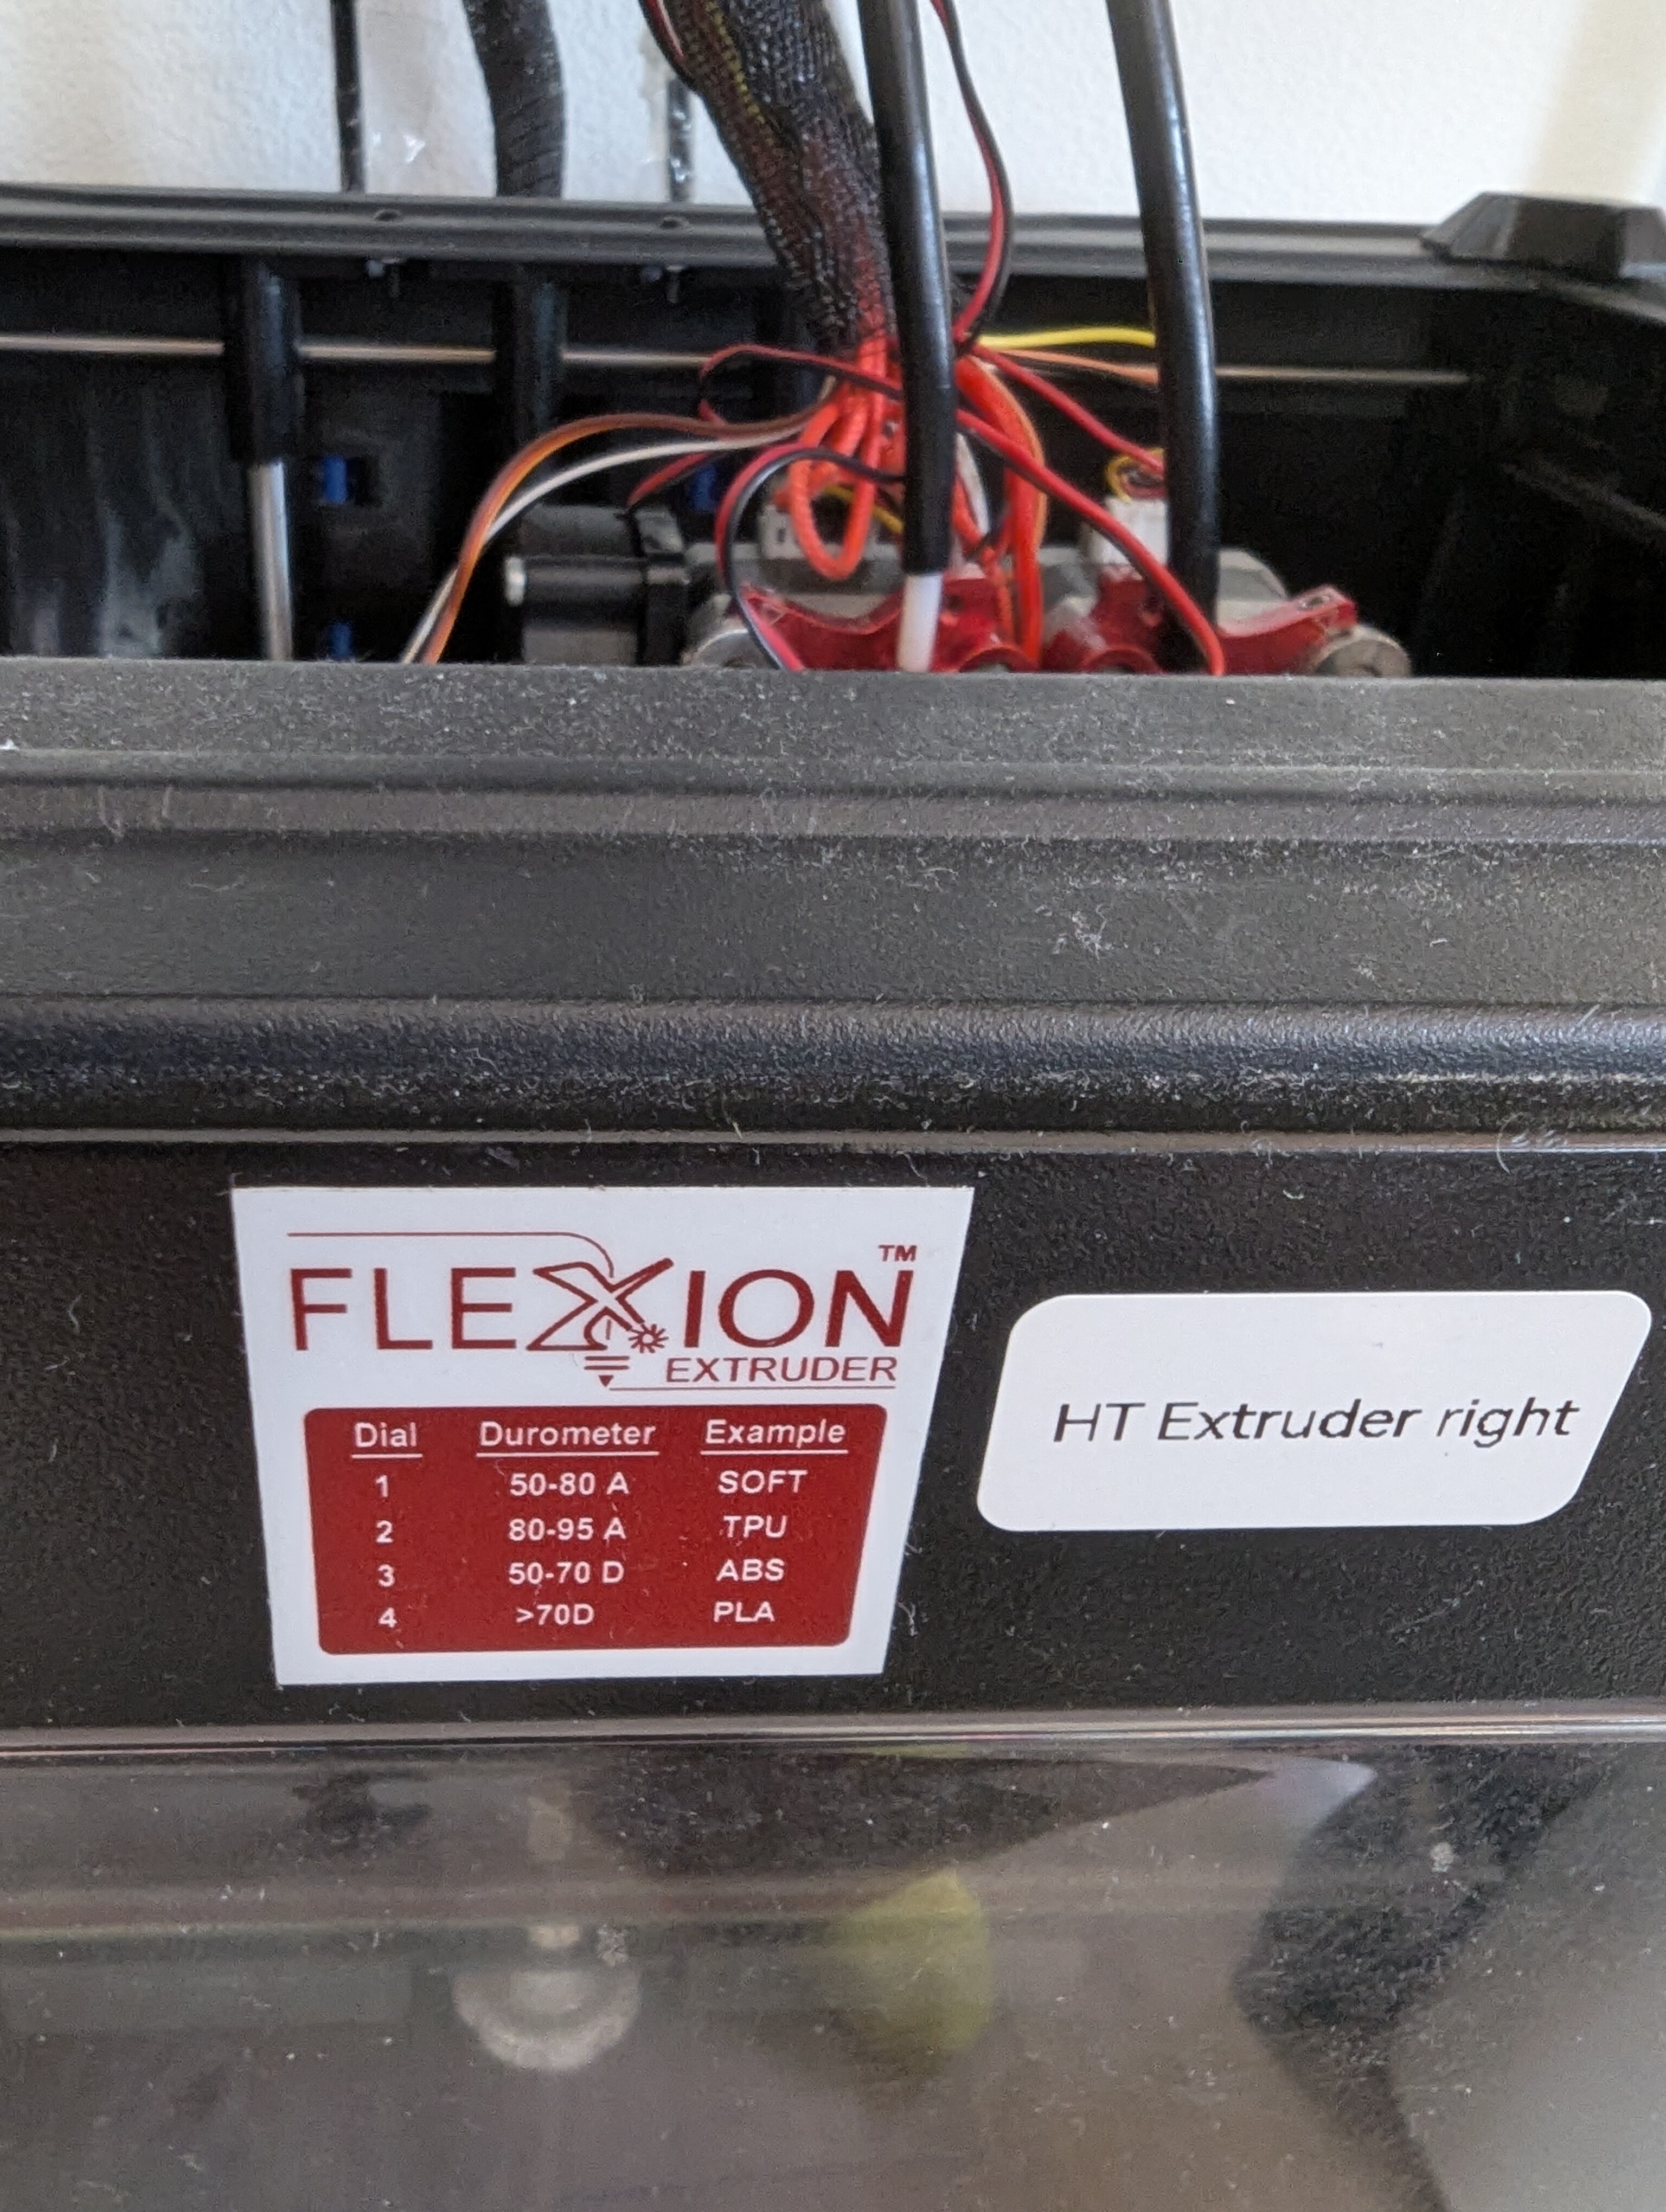 FLEXION™
EXTRUDER
Dial Durometer Example
1 50-80 A SOFT
2 80-95 A TPU
3 50-70 D ABS
4 >70D PLA
HT Extruder right